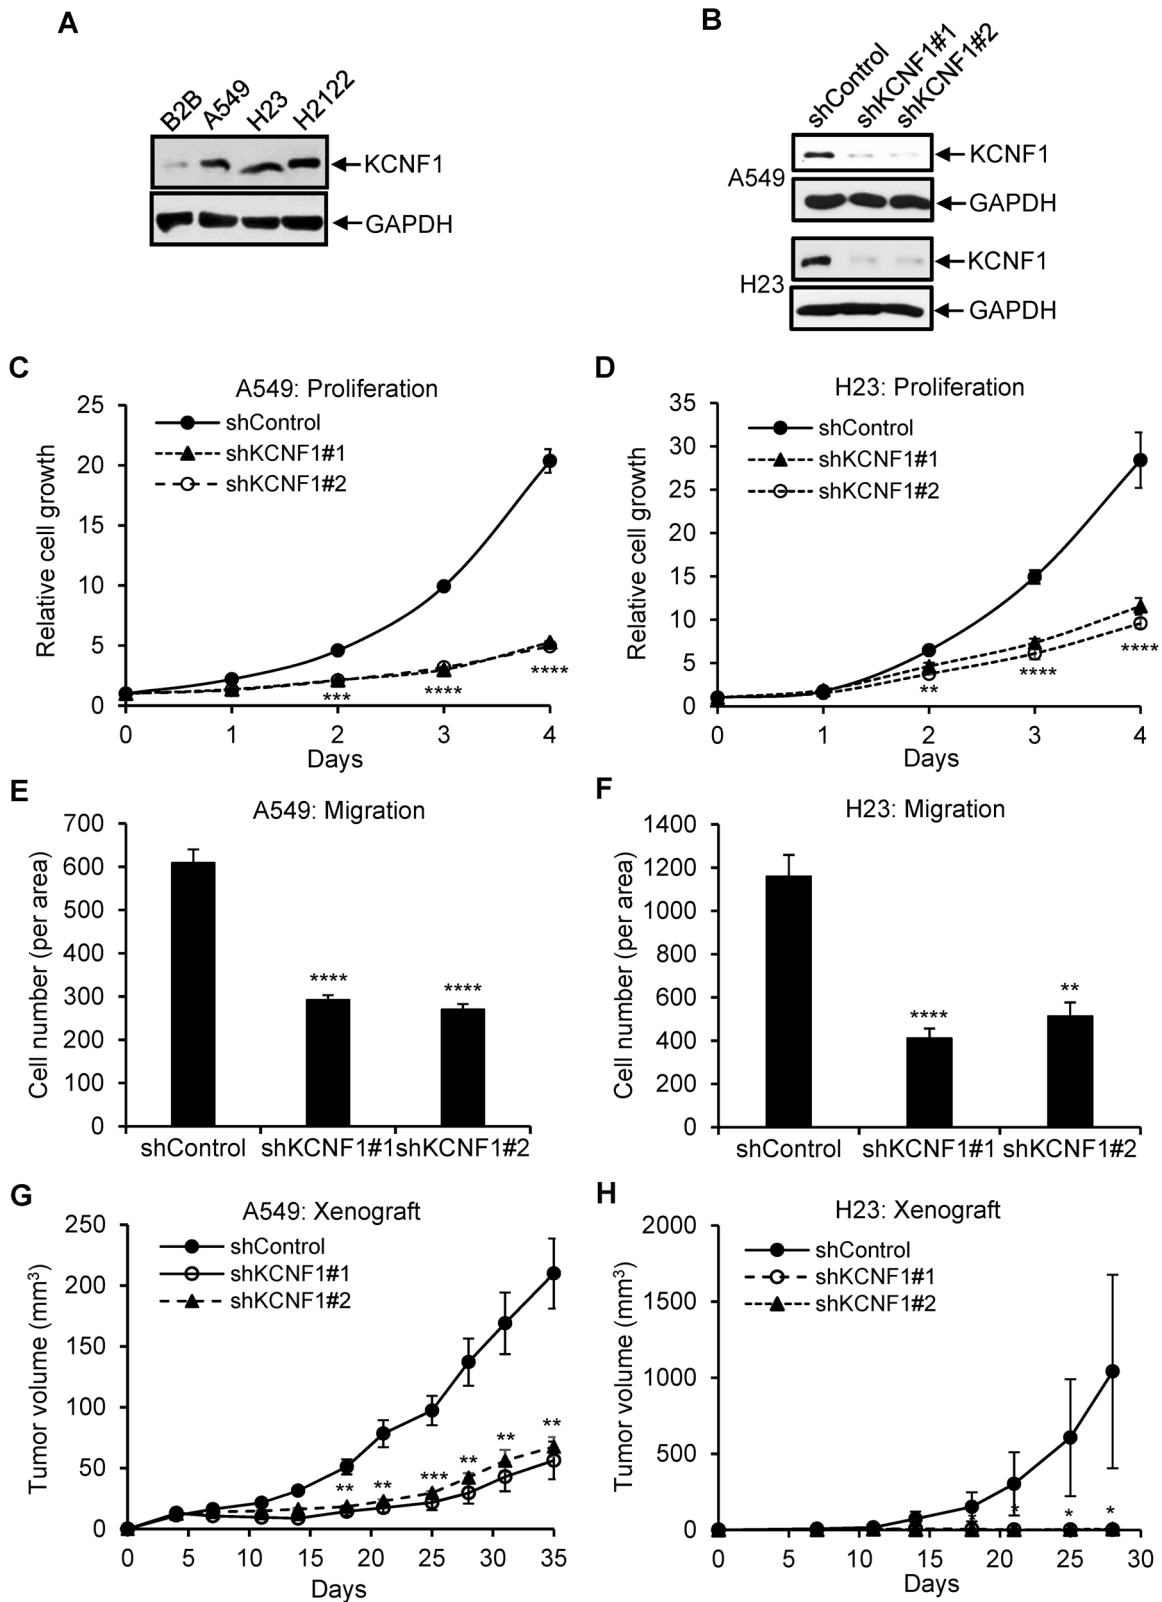 A
B2B A549 H23 H2122
KCNF1
GAPDH
B
shControl shKCNF1#1 shKCNF1#2
A549
KCNF1
GAPDH
H23
KCNF1
GAPDH
C
A549: Proliferation
shControl
shKCNF1#1
shKCNF1#2
Relative cell growth
25
20
15
10
5
0
*** **** ****
0 1 2 3 4
Days
D
H23: Proliferation
shControl
shKCNF1#1
shKCNF1#2
Relative cell growth
35
30
25
20
15
10
5
0
** **** ****
0 1 2 3 4
Days
E
A549: Migration
Cell number (per area)
700
600
500
400
300
200
100
0
**** ****
shControl shKCNF1#1 shKCNF1#2
F
H23: Migration
Cell number (per area)
1400
1200
1000
800
600
400
200
0
**** **
shControl shKCNF1#1 shKCNF1#2
G
A549: Xenograft
shControl
shKCNF1#1
shKCNF1#2
Tumor volume (mm³)
250
200
150
100
50
0
** ** *** ** ** **
0 5 10 15 20 25 30 35
Days
H
H23: Xenograft
shControl
shKCNF1#1
shKCNF1#2
Tumor volume (mm³)
2000
1500
1000
500
0
* * * *
0 5 10 15 20 25 30
Days